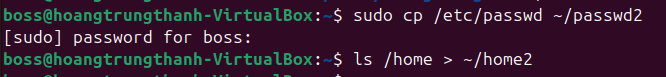 boss@hoangtrungthanh-VirtualBox:~$ sudo cp /etc/passwd ~/passwd2
[sudo] password for boss:
boss@hoangtrungthanh-VirtualBox:~$ ls /home > ~/home2